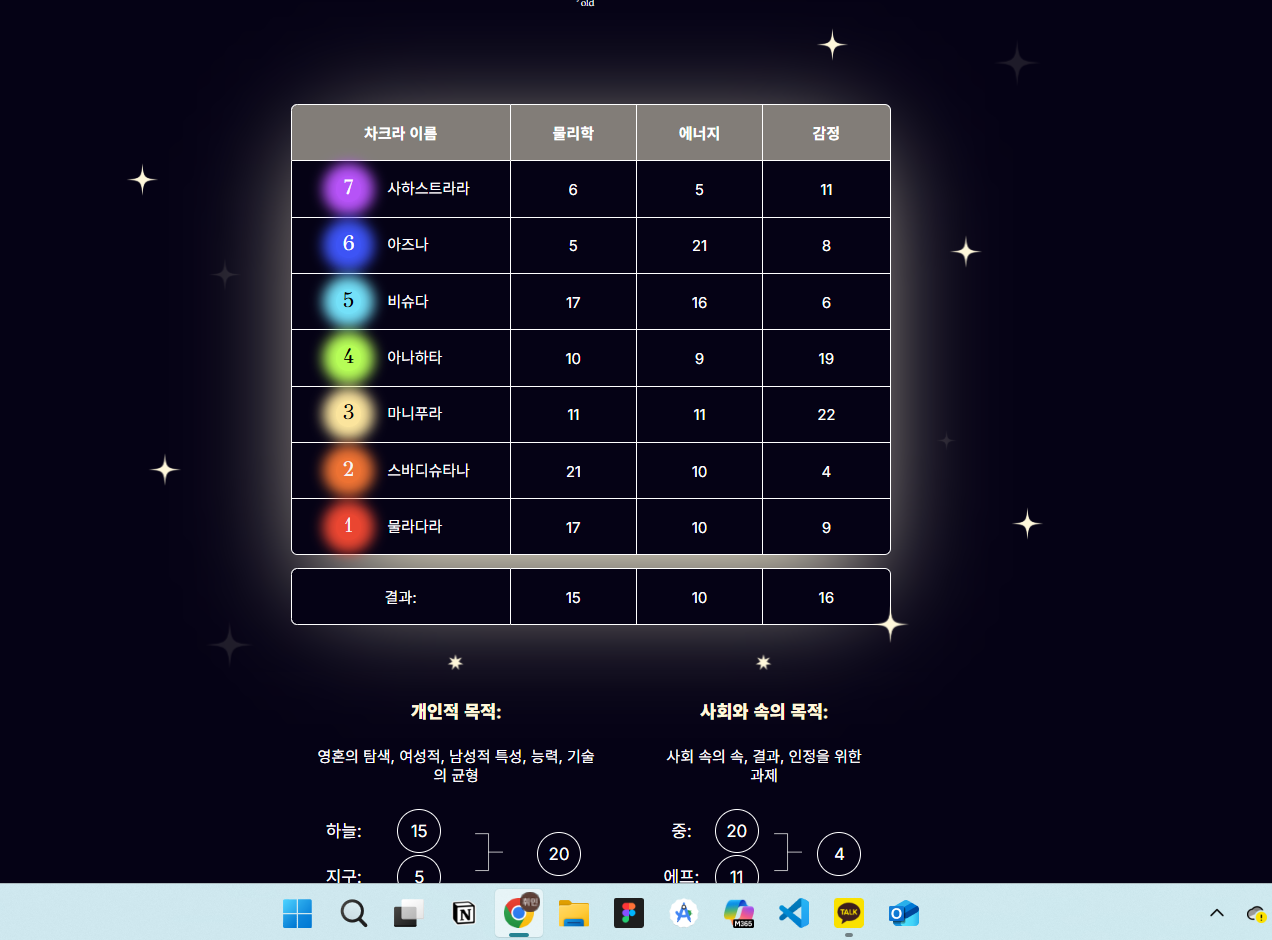 old
차크라 이름 물리학 에너지 감정
7 사하스트라라 6 5 11
6 아즈나 5 21 8
5 비슈다 17 16 6
4 아나하타 10 9 19
3 마니푸라 11 11 22
2 스바디슈타나 21 10 4
1 물라다라 17 10 9
결과: 15 10 16
개인적 목적: 사회와 속의 목적:
영혼의 탐색, 여성적, 남성적 특성, 능력, 기술
의 균형
사회 속의 속, 결과, 인정을 위한
과제
하늘: 15 20 중: 20 4
지구: 5 에프: 11
휘민
M365
TALK